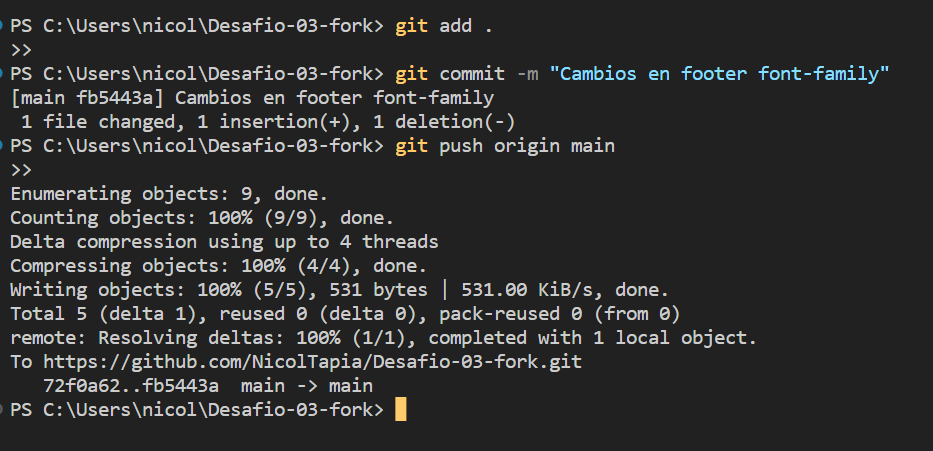 PS C:\Users\nicol\Desafio-03-fork> git add .
>>
PS C:\Users\nicol\Desafio-03-fork> git commit -m "Cambios en footer font-family"
[main fb5443a] Cambios en footer font-family
 1 file changed, 1 insertion(+), 1 deletion(-)
PS C:\Users\nicol\Desafio-03-fork> git push origin main
>>
Enumerating objects: 9, done.
Counting objects: 100% (9/9), done.
Delta compression using up to 4 threads
Compressing objects: 100% (4/4), done.
Writing objects: 100% (5/5), 531 bytes | 531.00 KiB/s, done.
Total 5 (delta 1), reused 0 (delta 0), pack-reused 0 (from 0)
remote: Resolving deltas: 100% (1/1), completed with 1 local object.
To https://github.com/NicolTapia/Desafio-03-fork.git
   72f0a62..fb5443a  main -> main
PS C:\Users\nicol\Desafio-03-fork>